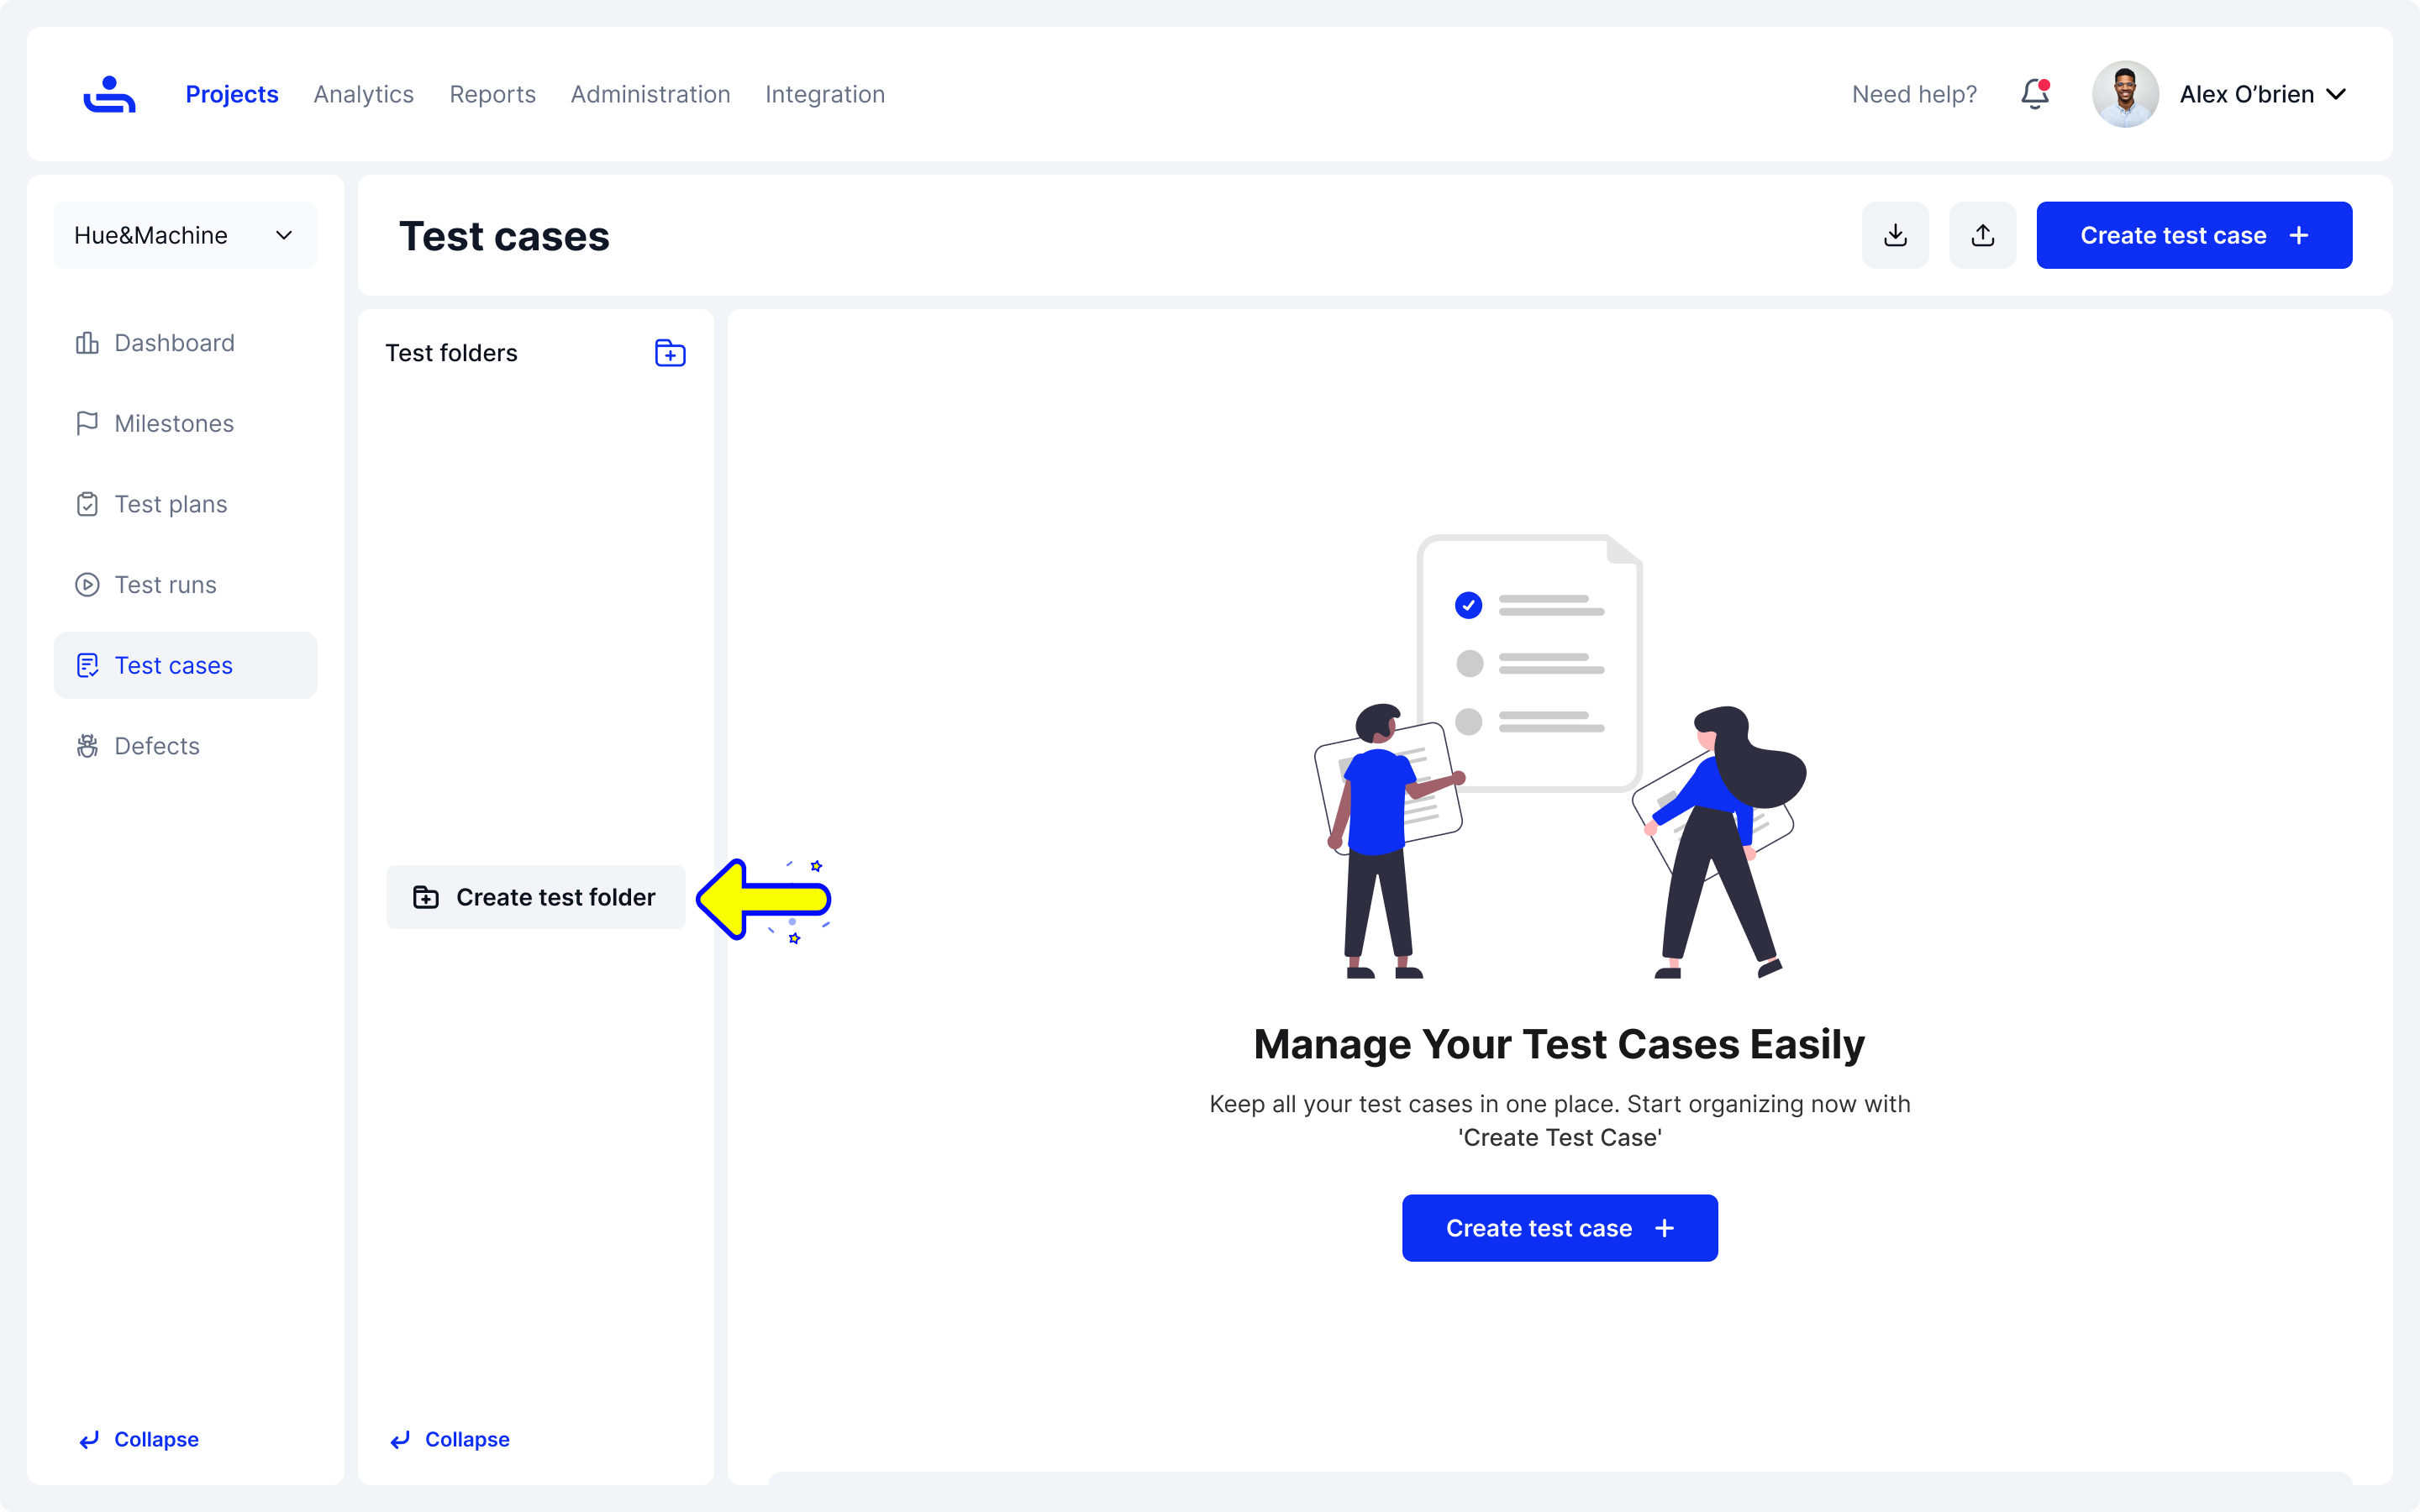 Projects
Analytics
Reports
Administration
Integration
Need help?
Alex O’brien
Hue&Machine
Dashboard
Milestones
Test plans
Test runs
Test cases
Defects
Collapse
Test cases
Create test case
Test folders
Create test folder
Collapse
Manage Your Test Cases Easily
Keep all your test cases in one place. Start organizing now with
'Create Test Case'
Create test case